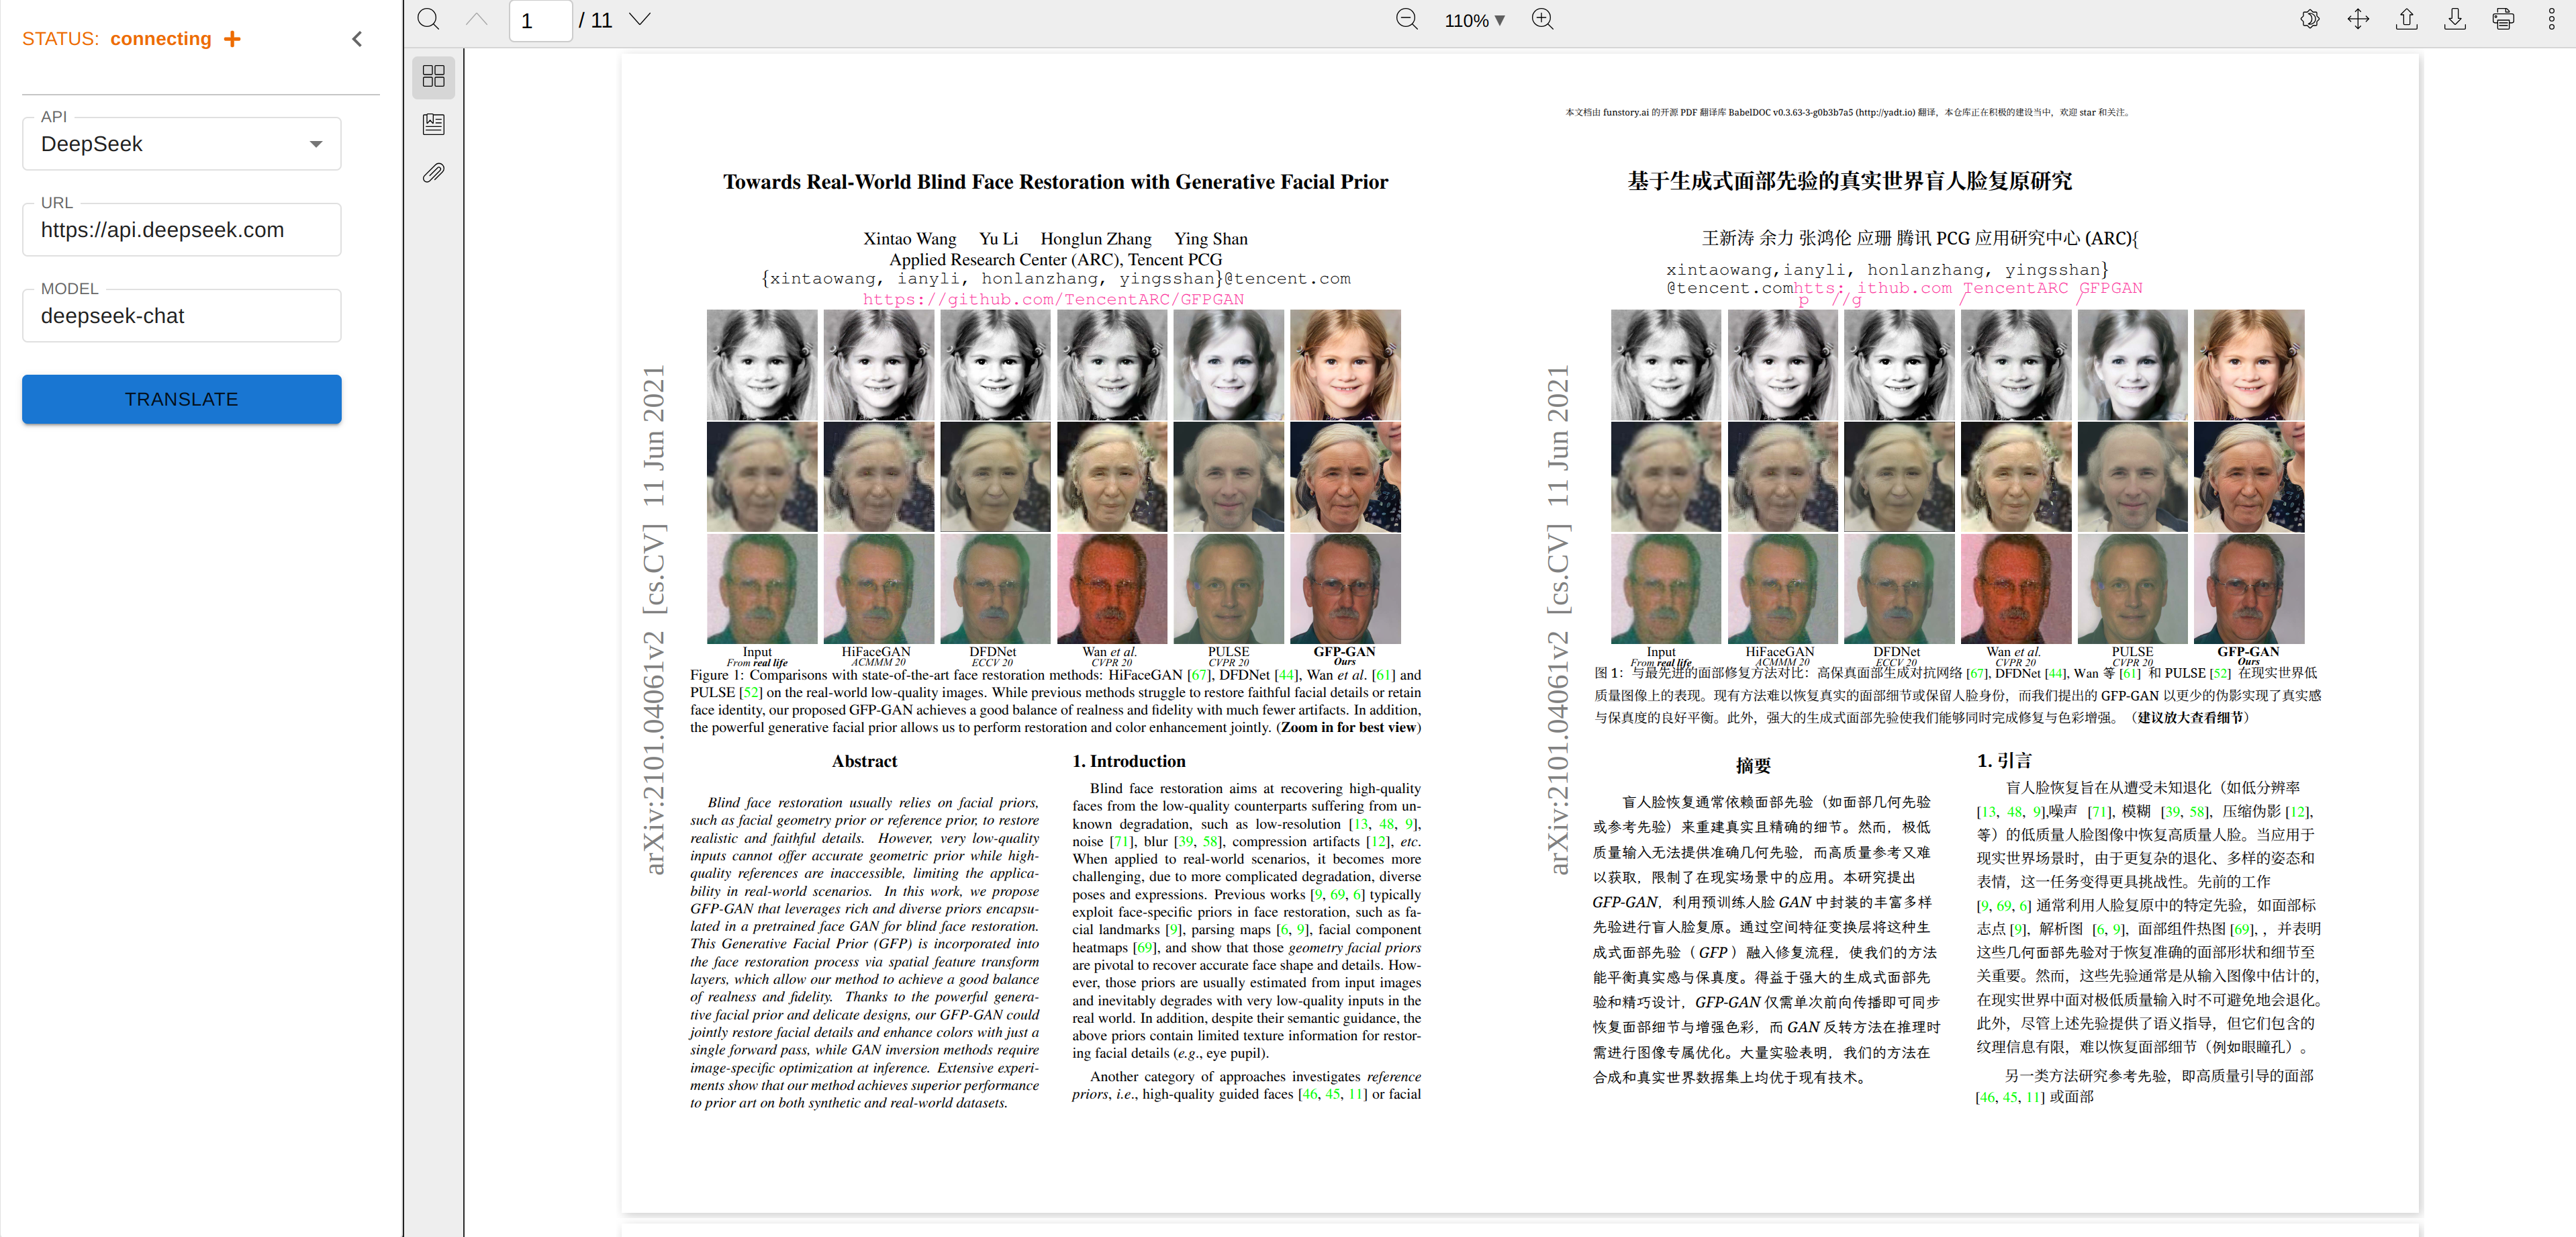 STATUS: connecting +
API
DeepSeek
URL
https://api.deepseek.com
MODEL
deepseek-chat
TRANSLATE
1 / 11
110%
arXiv:2101.04061v2 [cs.CV] 11 Jun 2021
Towards Real-World Blind Face Restoration with Generative Facial Prior
Xintao Wang Yu Li Honglun Zhang Ying Shan
Applied Research Center (ARC), Tencent PCG
{xintaowang, ianyli, honlanzhang, yingsshan}@tencent.com
https://github.com/TencentARC/GFPGAN
Input HiFaceGAN DFDNet Wan et al. PULSE GFP-GAN
From real life ACMMM 20 ECCV 20 CVPR 20 CVPR 20 Ours
Figure 1: Comparisons with state-of-the-art face restoration methods: HiFaceGAN [67], DFDNet [44], Wan et al. [61] and
PULSE [52] on the real-world low-quality images. While previous methods struggle to restore faithful facial details or retain
face identity, our proposed GFP-GAN achieves a good balance of realness and fidelity with much fewer artifacts. In addition,
the powerful generative facial prior allows us to perform restoration and color enhancement jointly. (Zoom in for best view)
Abstract
Blind face restoration usually relies on facial priors,
such as facial geometry prior or reference prior, to restore
realistic and faithful details. However, very low-quality
inputs cannot offer accurate geometric prior while high-
quality references are inaccessible, limiting the applica-
bility in real-world scenarios. In this work, we propose
GFP-GAN that leverages rich and diverse priors encapsu-
lated in a pretrained face GAN for blind face restoration.
This Generative Facial Prior (GFP) is incorporated into
the face restoration process via spatial feature transform
layers, which allow our method to achieve a good balance
of realness and fidelity. Thanks to the powerful genera-
tive facial prior and delicate designs, our GFP-GAN could
jointly restore facial details and enhance colors with just a
single forward pass, while GAN inversion methods require
image-specific optimization at inference. Extensive experi-
ments show that our method achieves superior performance
to prior art on both synthetic and real-world datasets.
1. Introduction
Blind face restoration aims at recovering high-quality
faces from the low-quality counterparts suffering from un-
known degradation, such as low-resolution [13, 48, 9],
noise [71], blur [39, 58], compression artifacts [12], etc.
When applied to real-world scenarios, it becomes more
challenging, due to more complicated degradation, diverse
poses and expressions. Previous works [9, 69, 6] typically
exploit face-specific priors in face restoration, such as fa-
cial landmarks [9], parsing maps [6, 9], facial component
heatmaps [69], and show that those geometry facial priors
are pivotal to recover accurate face shape and details. How-
ever, those priors are usually estimated from input images
and inevitably degrades with very low-quality inputs in the
real world. In addition, despite their semantic guidance, the
above priors contain limited texture information for restor-
ing facial details (e.g., eye pupil).
Another category of approaches investigates reference
priors, i.e., high-quality guided faces [46, 45, 11] or facial
本文档由 funstory.ai 的开源 PDF 翻译库 BabelDOC v0.3.63-3-g0b3b7a5 (http://yadt.io) 翻译，本仓库正在积极的建设当中，欢迎 star 和关注。
arXiv:2101.04061v2 [cs.CV] 11 Jun 2021
基于生成式面部先验的真实世界盲人脸复原研究
王新涛 余力 张鸿伦 应珊 腾讯 PCG 应用研究中心 (ARC){
xintaowang,ianyli, honlanzhang, yingsshan}
@tencent.comhtts: ithub.com TencentARC GFPGAN
p //g / /
Input HiFaceGAN DFDNet Wan et al. PULSE GFP-GAN
From real life ACMMM 20 ECCV 20 CVPR 20 CVPR 20 Ours
图 1：与最先进的面部修复方法对比：高保真面部生成对抗网络 [67], DFDNet [44], Wan 等 [61] 和 PULSE [52] 在现实世界低
质量图像上的表现。现有方法难以恢复真实的面部细节或保留人脸身份，而我们提出的 GFP-GAN 以更少的伪影实现了真实感
与保真度的良好平衡。此外，强大的生成式面部先验使我们能够同时完成修复与色彩增强。（建议放大查看细节）
摘要
盲人脸恢复通常依赖面部先验（如面部几何先验
或参考先验）来重建真实且精确的细节。然而，极低
质量输入无法提供准确几何先验，而高质量参考又难
以获取，限制了在现实场景中的应用。本研究提出
GFP-GAN，利用预训练人脸 GAN 中封装的丰富多样
先验进行盲人脸复原。通过空间特征变换层将这种生
成式面部先验（GFP）融入修复流程，使我们的方法
能平衡真实感与保真度。得益于强大的生成式面部先
验和精巧设计，GFP-GAN 仅需单次前向传播即可同步
恢复面部细节与增强色彩，而 GAN 反转方法在推理时
需进行图像专属优化。大量实验表明，我们的方法在
合成和真实世界数据集上均优于现有技术。
1. 引言
盲人脸恢复旨在从遭受未知退化（如低分辨率
[13, 48, 9],噪声 [71], 模糊 [39, 58], 压缩伪影 [12],
等）的低质量人脸图像中恢复高质量人脸。当应用于
现实世界场景时，由于更复杂的退化、多样的姿态和
表情，这一任务变得更具挑战性。先前的工作
[9, 69, 6] 通常利用人脸复原中的特定先验，如面部标
志点 [9]，解析图 [6, 9]，面部组件热图 [69],，并表明
这些几何面部先验对于恢复准确的面部形状和细节至
关重要。然而，这些先验通常是从输入图像中估计的，
在现实世界中面对极低质量输入时不可避免地会退化。
此外，尽管上述先验提供了语义指导，但它们包含的
纹理信息有限，难以恢复面部细节（例如眼瞳孔）。
另一类方法研究参考先验，即高质量引导的面部
[46, 45, 11] 或面部